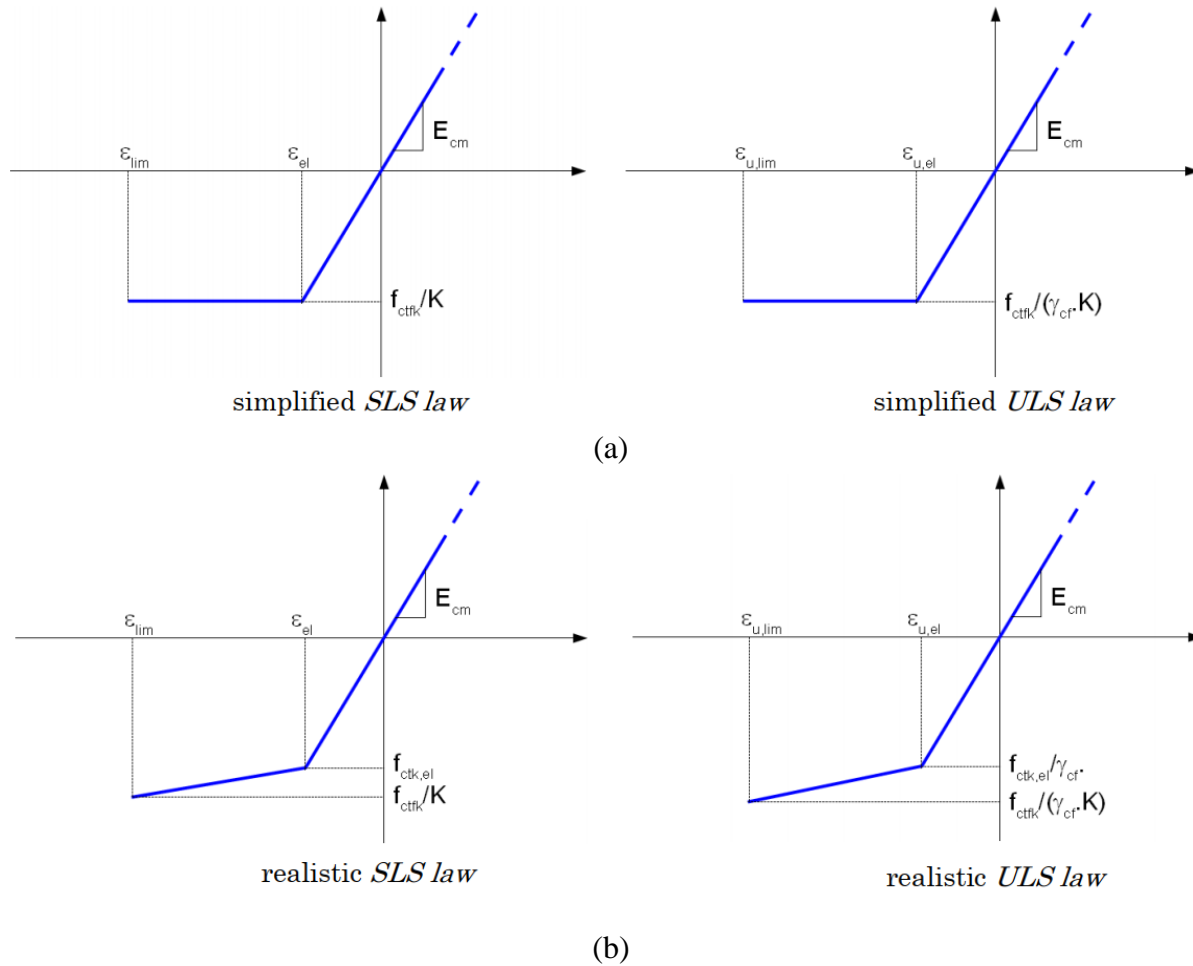 E_cm E_cm
ε_lim ε_el ε_u,lim ε_u,el
f_ctfk/K f_ctfk/(γ_cf.K)
simplified SLS law simplified ULS law
(a)
E_cm E_cm
ε_lim ε_el ε_u,lim ε_u,el
f_ctk,el f_ctk,el/γ_cf.
f_ctfk/K f_ctfk/(γ_cf.K)
realistic SLS law realistic ULS law
(b)